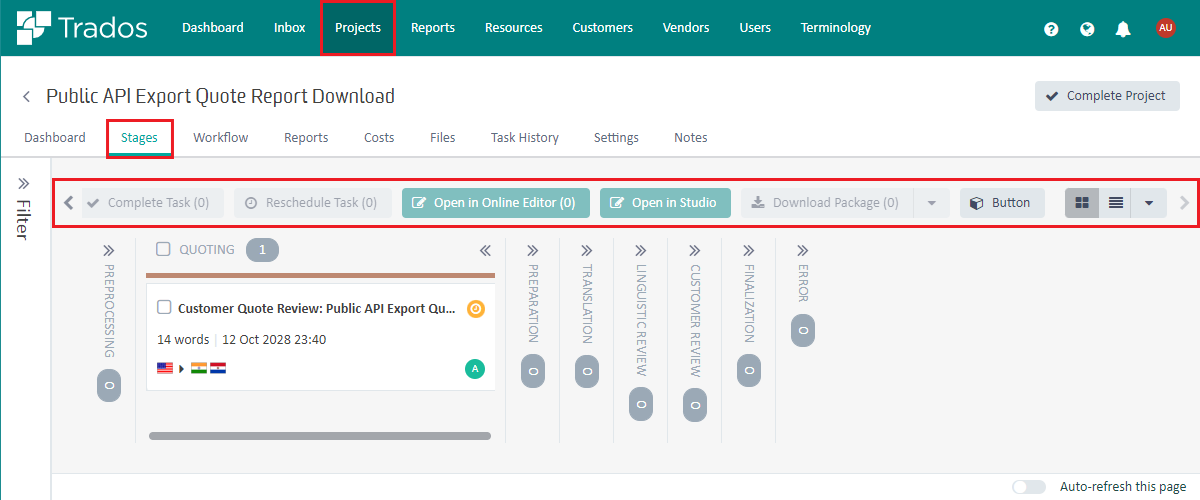 Trados
Dashboard Inbox Projects Reports Resources Customers Vendors Users Terminology
? AU
Public API Export Quote Report Download
Complete Project
Dashboard Stages Workflow Reports Costs Files Task History Settings Notes
Filter
Complete Task (0) Reschedule Task (0) Open in Online Editor (0) Open in Studio Download Package (0) Button
PREPROCESSING 0
QUOTING 1
Customer Quote Review: Public API Export Qu...
14 words 12 Oct 2028 23:40
A
PREPARATION 0
TRANSLATION 0
LINGUISTIC REVIEW 0
CUSTOMER REVIEW 0
FINALIZATION 0
ERROR 0
Auto-refresh this page